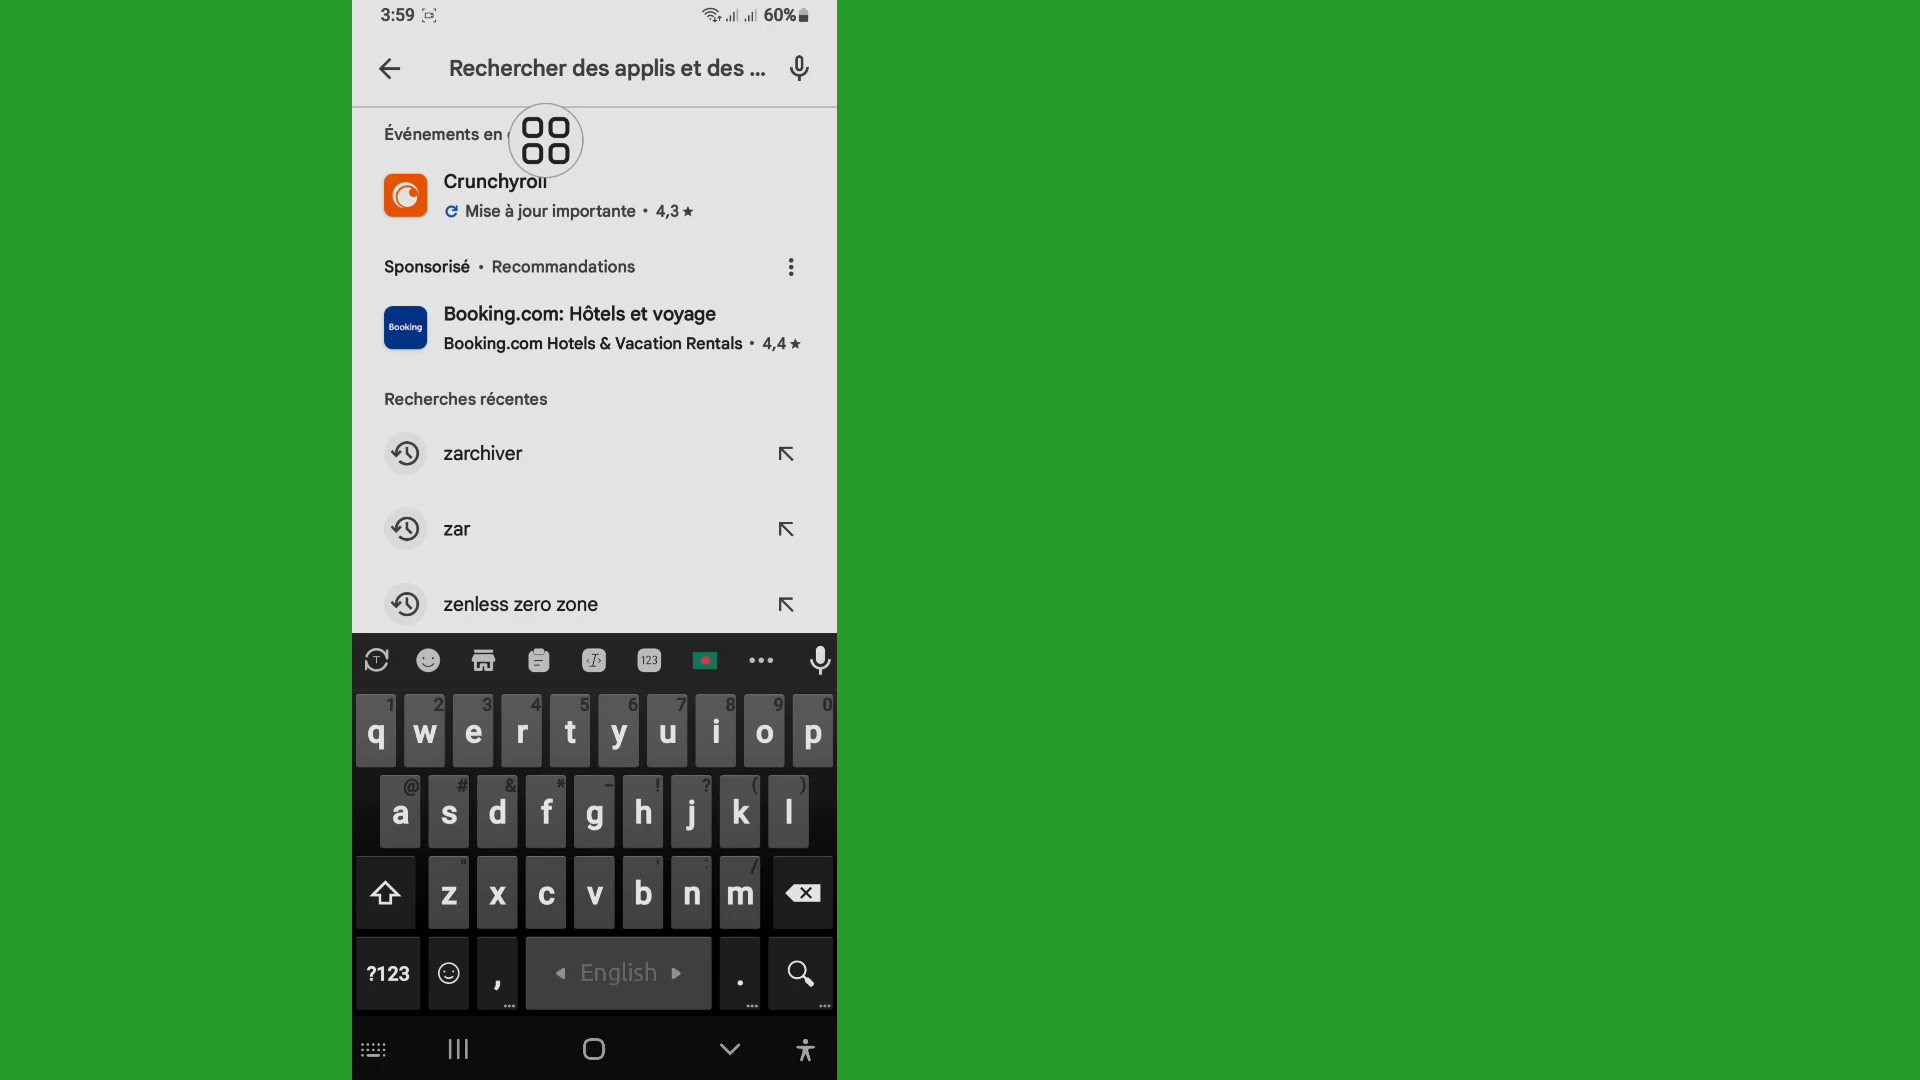 3:59 60%
Rechercher des applis et des ...
Événements en
Crunchyroll
Mise à jour importante • 4,3★
Sponsorisé • Recommandations
Booking
Booking.com: Hôtels et voyage
Booking.com Hotels & Vacation Rentals • 4,4★
Recherches récentes
zarchiver
zar
zenless zero zone
T 123
1 2 3 4 5 6 7 8 9 0
q w e r t y u i o p
@ # & * - ! ? ( )
a s d f g h j k l
" ' : /
z x c v b n m
?123 , English .